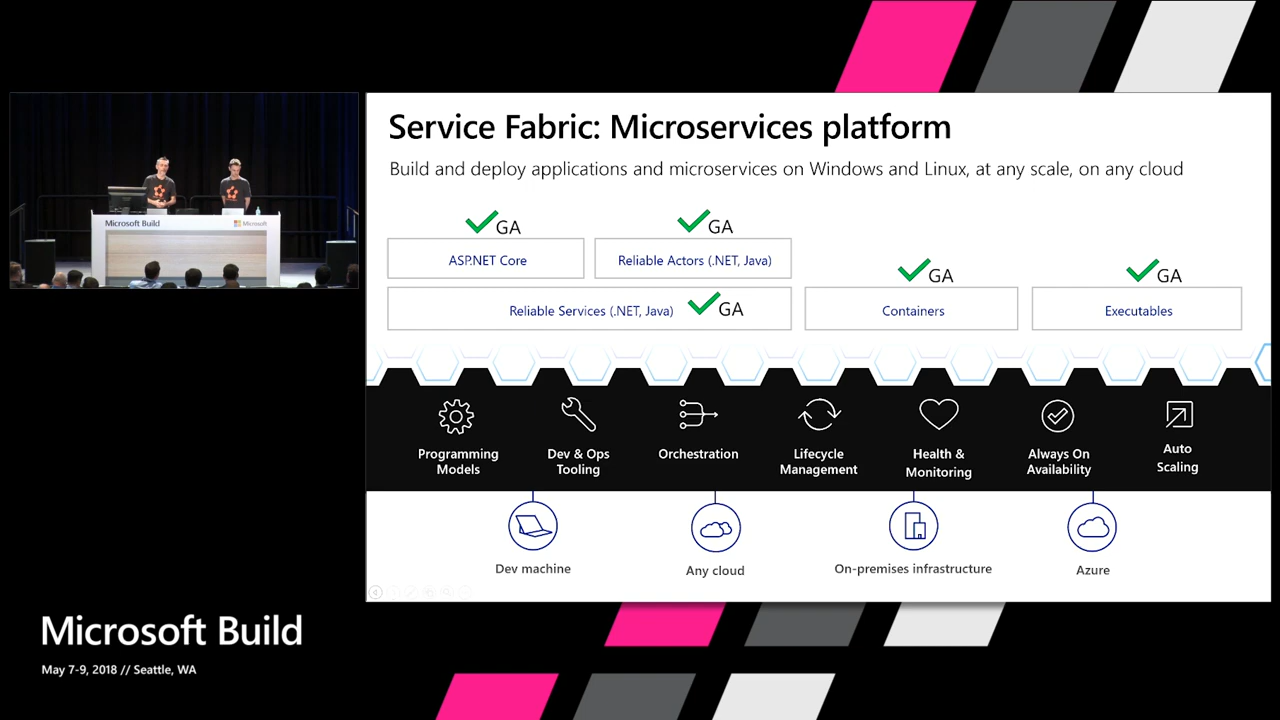 Service Fabric: Microservices platform
Build and deploy applications and microservices on Windows and Linux, at any scale, on any cloud
GA
GA
ASP.NET Core
Reliable Actors (.NET, Java)
GA
GA
Reliable Services (.NET, Java)
GA
Containers
Executables
Programming
Models
Dev & Ops
Tooling
Orchestration
Lifecycle
Management
Health &
Monitoring
Always On
Availability
Auto
Scaling
Dev machine
Any cloud
On-premises infrastructure
Azure
Microsoft Build
Microsoft
Microsoft Build
May 7-9, 2018 // Seattle, WA